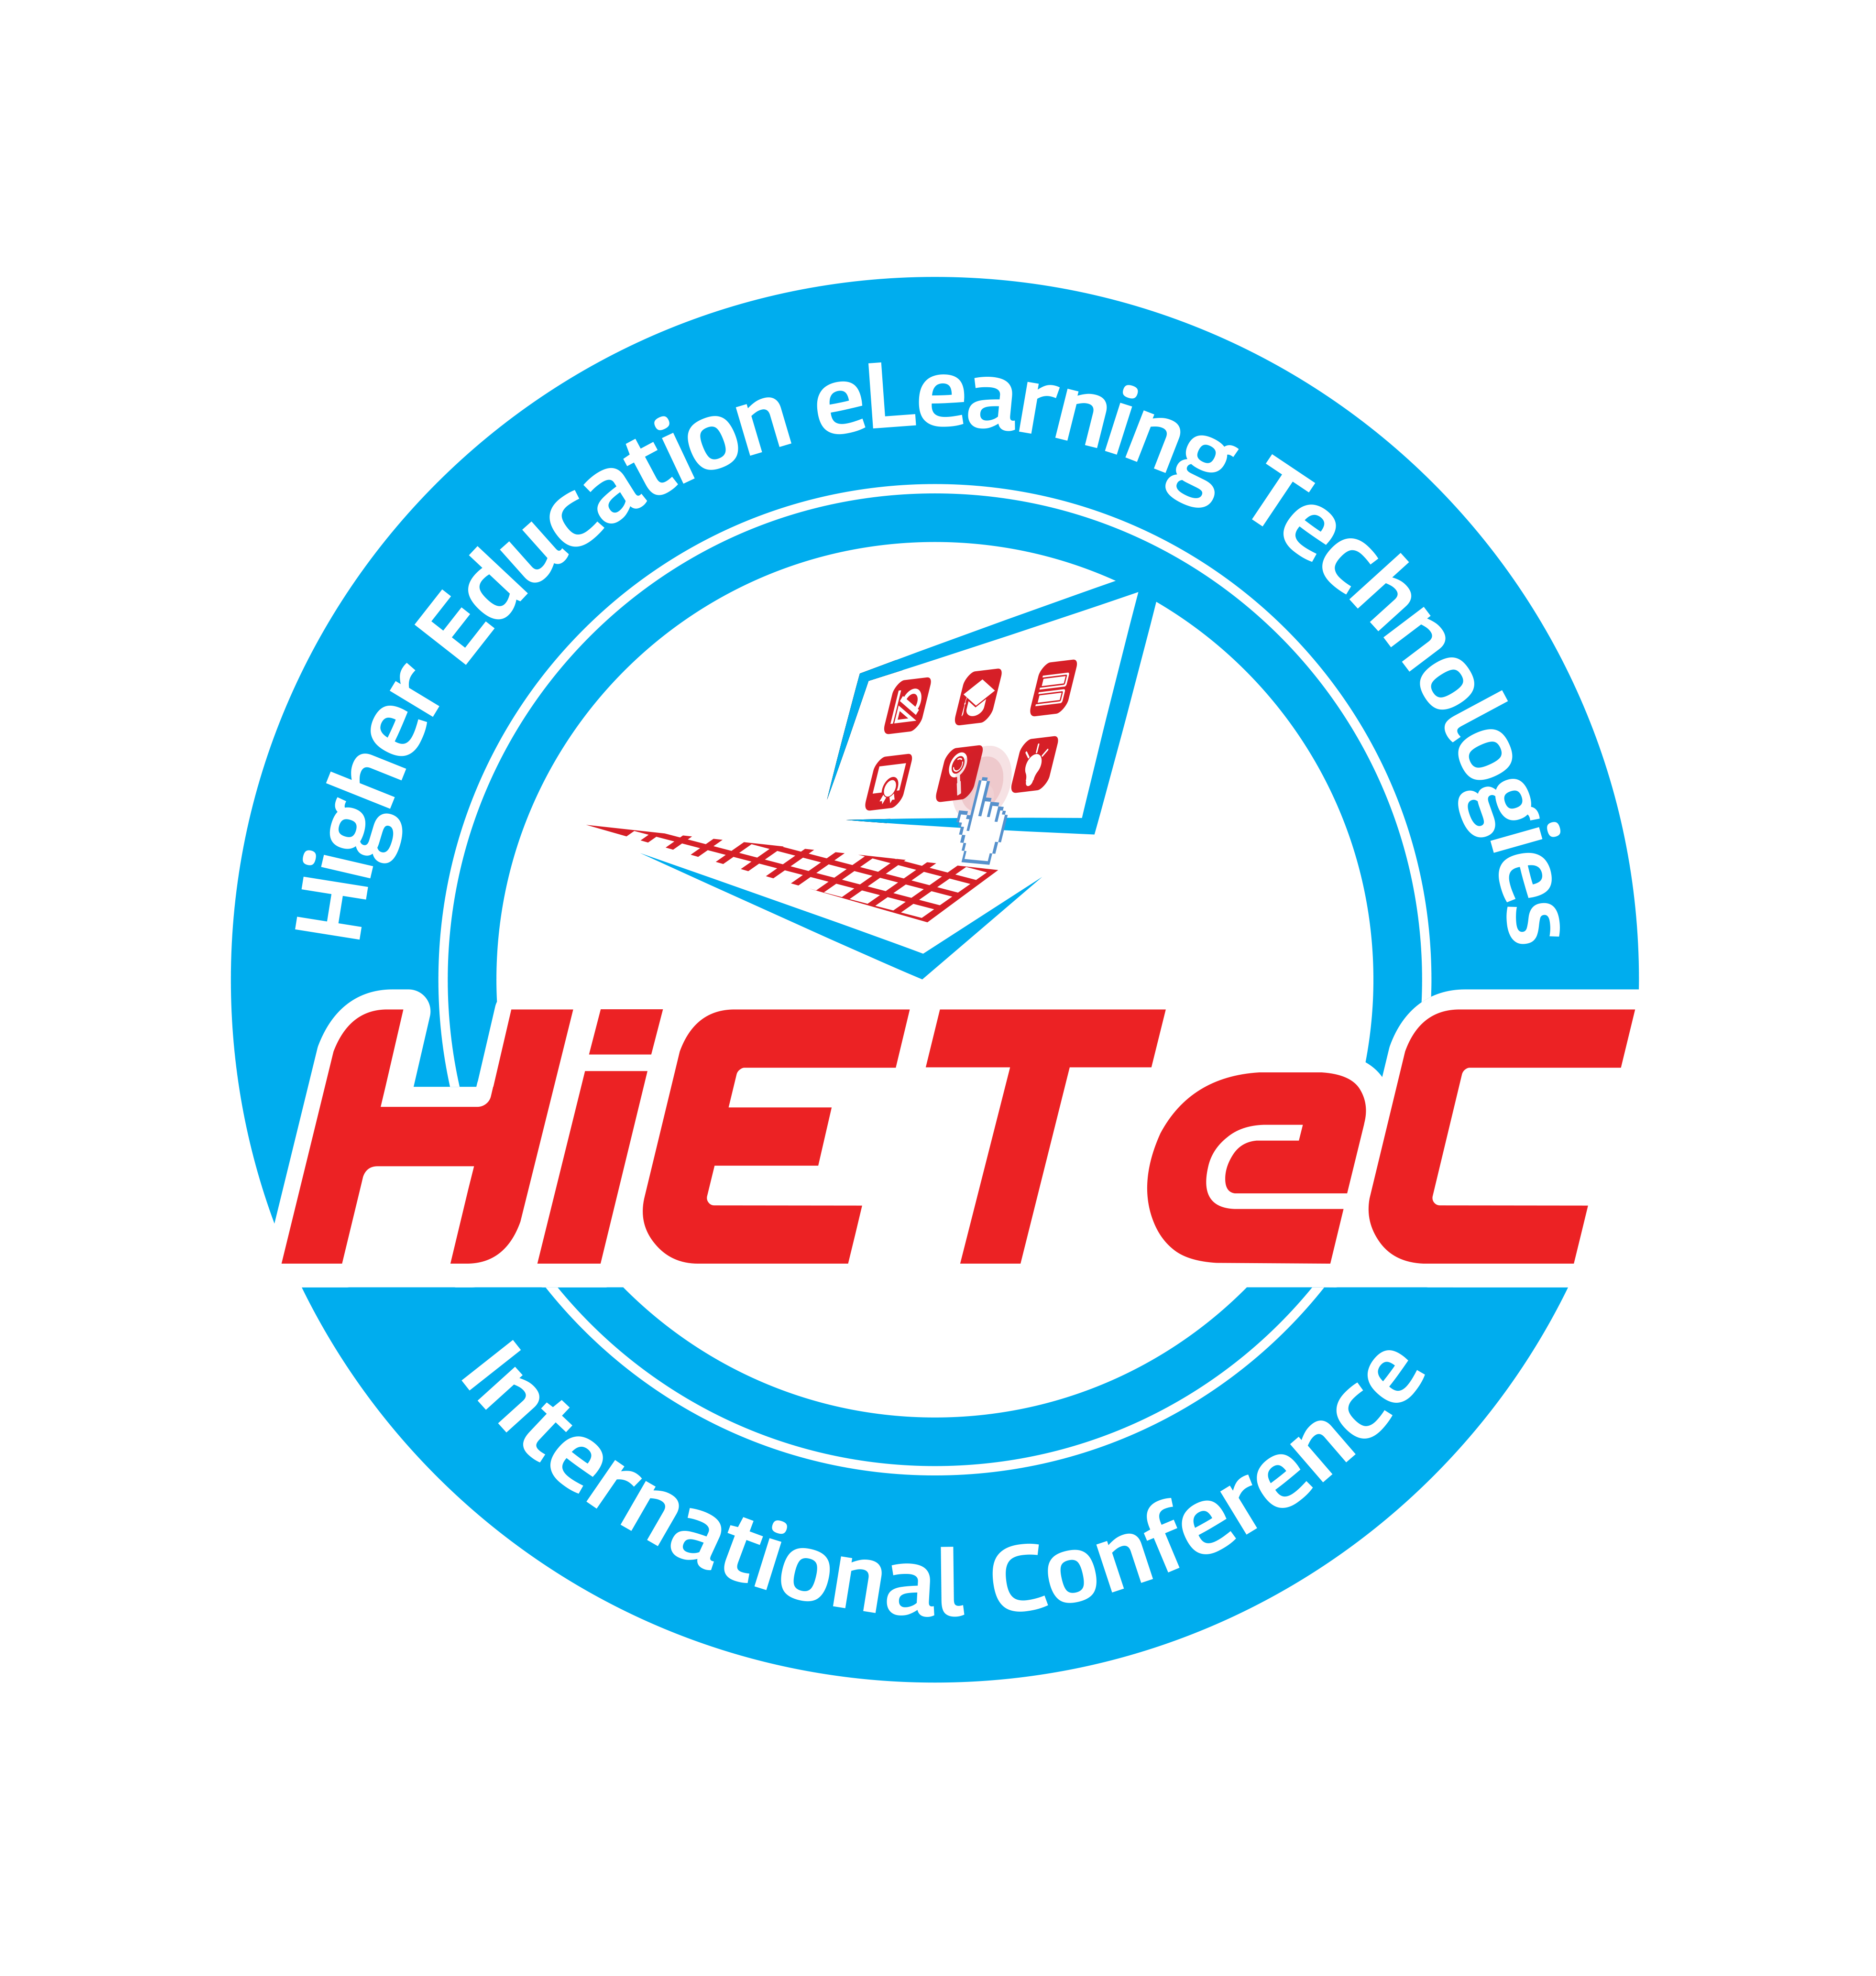 Higher Education eLearning Technologies
HiETeC
International Conference